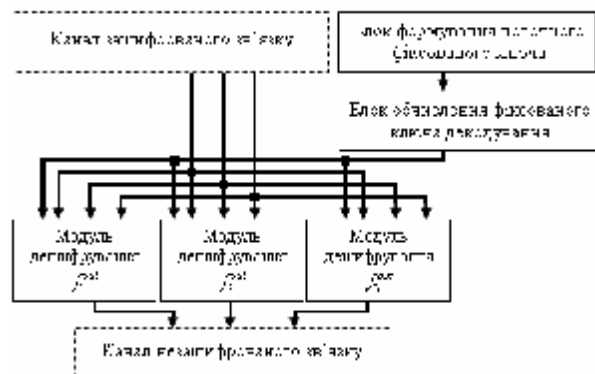 Канал зашифрованого зв'язку
Блок формування початкового
фіксованого ключа
Блок обчислення фіксованого
ключа декодування
Модуль
дешифрування
Модуль
дешифрування
Модуль
дешифрування
Канал незашифрованого зв'язку